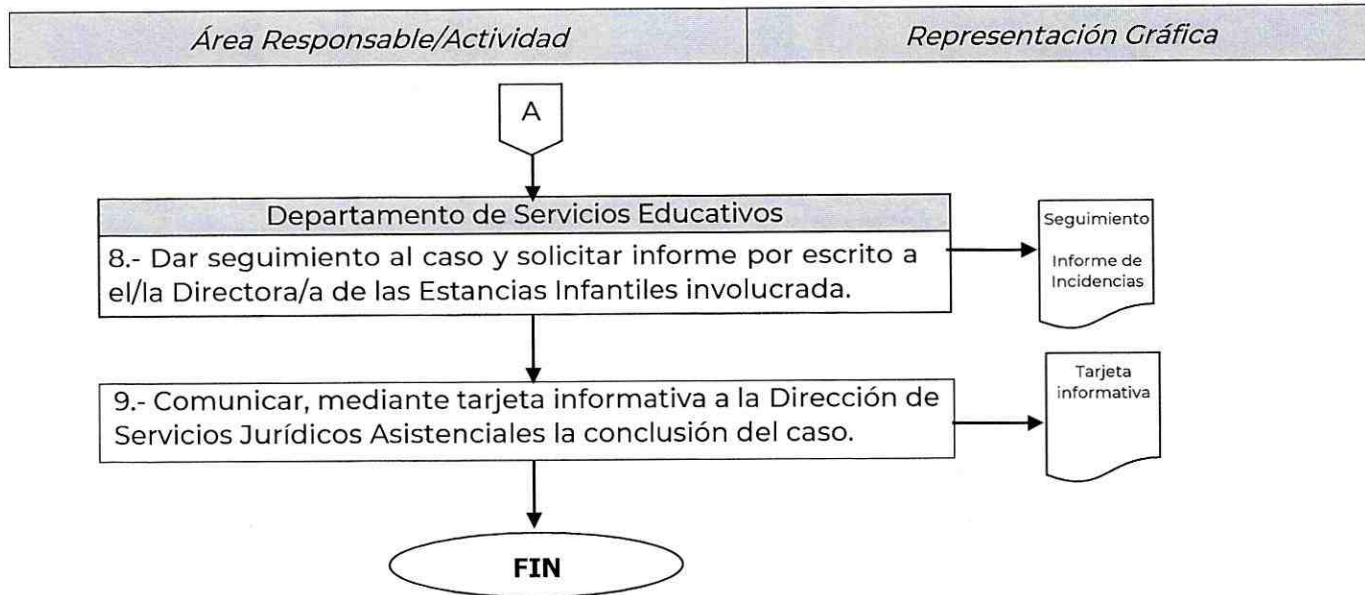 Área Responsable/Actividad
Representación Gráfica
A
Departamento de Servicios Educativos
8.- Dar seguimiento al caso y solicitar informe por escrito a
el/la Directora/a de las Estancias Infantiles involucrada.
Seguimiento
Informe de
Incidencias
9.- Comunicar, mediante tarjeta informativa a la Dirección de
Servicios Jurídicos Asistenciales la conclusión del caso.
Tarjeta
informativa
FIN